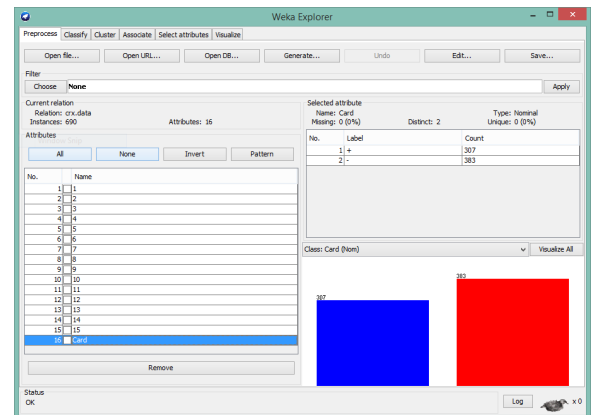 Weka Explorer
Preprocess Classify Cluster Associate Select attributes Visualize
Open file... Open URL... Open DB... Generate... Undo Edit... Save...
Filter
Choose None Apply
Current relation
Relation: crx.data
Instances: 690 Attributes: 16
Selected attribute
Name: Card Type: Nominal
Missing: 0 (0%) Distinct: 2 Unique: 0 (0%)
Attributes
All None Invert Pattern
No. Name
1 1
2 2
3 3
4 4
5 5
6 6
7 7
8 8
9 9
10 10
11 11
12 12
13 13
14 14
15 15
16 Card
Remove
No. Label Count
1 + 307
2 - 383
Class: Card (Nom) Visualize All
307
383
Status
OK
Log x 0